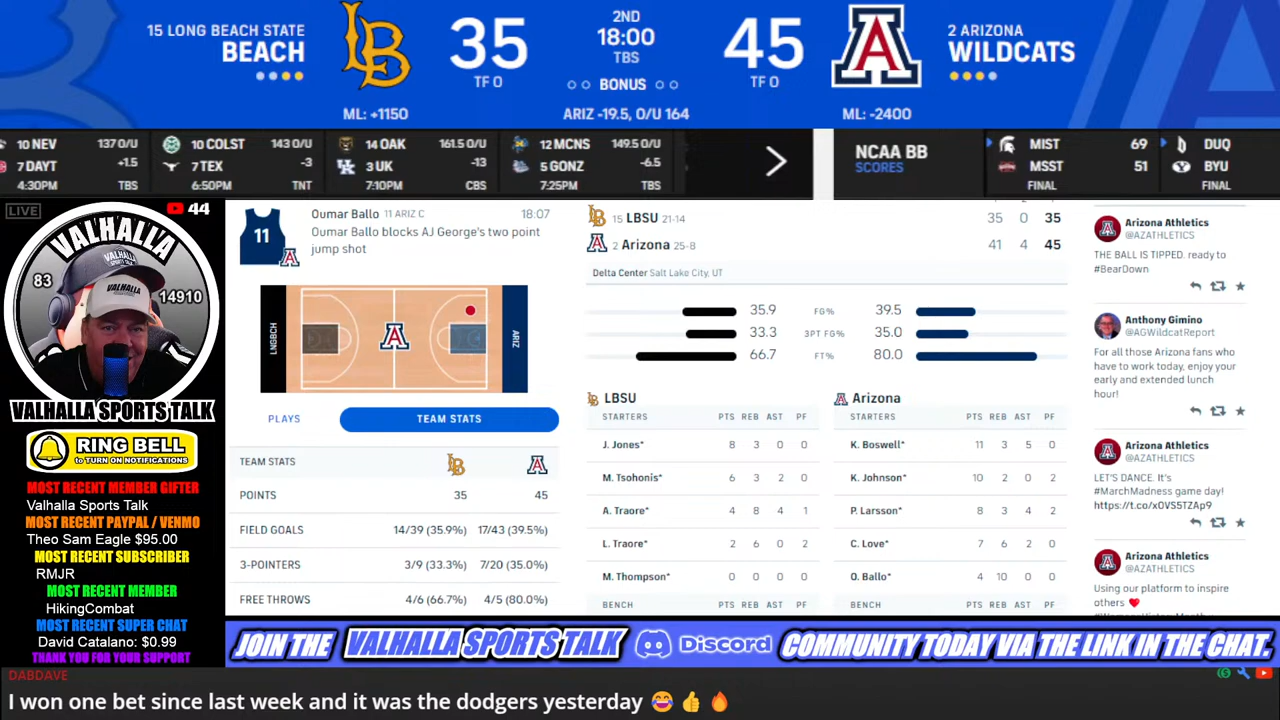 15 LONG BEACH STATE
BEACH
LB
35
TF 0
ML: +1150
2ND
18:00
TBS
BONUS
ARIZ -19.5, O/U 164
45
TF 0
ML: -2400
A
2 ARIZONA
WILDCATS
10 NEV 137 O/U
7 DAYT +1.5
4:30PM TBS
10 COLST 143 O/U
7 TEX -3
6:50PM TNT
14 OAK 161.5 O/U
3 UK -13
7:10PM CBS
12 MCNS 149.5 O/U
5 GONZ -6.5
7:25PM TBS
NCAA BB
SCORES
MIST 69
MSST 51
FINAL
DUQ
BYU
FINAL
LIVE
44
VALHALLA
83
14910
VALHALLA
VALHALLA SPORTS TALK
RING BELL
to TURN ON NOTIFICATIONS
MOST RECENT MEMBER GIFTER
Valhalla Sports Talk
MOST RECENT PAYPAL / VENMO
Theo Sam Eagle $95.00
MOST RECENT SUBSCRIBER
RMJR
MOST RECENT MEMBER
HikingCombat
MOST RECENT SUPER CHAT
David Catalano: $0.99
THANK YOU FOR YOUR SUPPORT
11
Oumar Ballo 11 ARIZ C 18:07
Oumar Ballo blocks AJ George's two point
jump shot
LNGBCH
A
ARIZ
PLAYS
TEAM STATS
TEAM STATS
POINTS 35 45
FIELD GOALS 14/39 (35.9%) 17/43 (39.5%)
3-POINTERS 3/9 (33.3%) 7/20 (35.0%)
FREE THROWS 4/6 (66.7%) 4/5 (80.0%)
15 LBSU 21-14 35 0 35
2 Arizona 25-8 41 4 45
Delta Center Salt Lake City, UT
35.9 FG% 39.5
33.3 3PT FG% 35.0
66.7 FT% 80.0
LBSU
STARTERS PTS REB AST PF
J. Jones* 8 3 0 0
M. Tsohonis* 6 3 2 0
A. Traore* 4 8 4 1
L. Traore* 2 6 0 2
M. Thompson* 0 0 0 0
BENCH PTS REB AST PF
Arizona
STARTERS PTS REB AST PF
K. Boswell* 11 3 5 0
K. Johnson* 10 2 0 2
P. Larsson* 8 3 4 2
C. Love* 7 6 2 0
O. Ballo* 4 10 0 0
BENCH PTS REB AST PF
Arizona Athletics
@AZATHLETICS
THE BALL IS TIPPED. ready to
#BearDown
Anthony Gimino
@AGWildcatReport
For all those Arizona fans who
have to work today, enjoy your
early and extended lunch
hour!
Arizona Athletics
@AZATHLETICS
LET'S DANCE. It's
#MarchMadness game day!
https://t.co/xOVS5TZAp9
Arizona Athletics
@AZATHLETICS
Using our platform to inspire
others ❤️
JOIN THE VALHALLA SPORTS TALK Discord COMMUNITY TODAY VIA THE LINK IN THE CHAT.
DABDAVE
I won one bet since last week and it was the dodgers yesterday 😂 👍 🔥